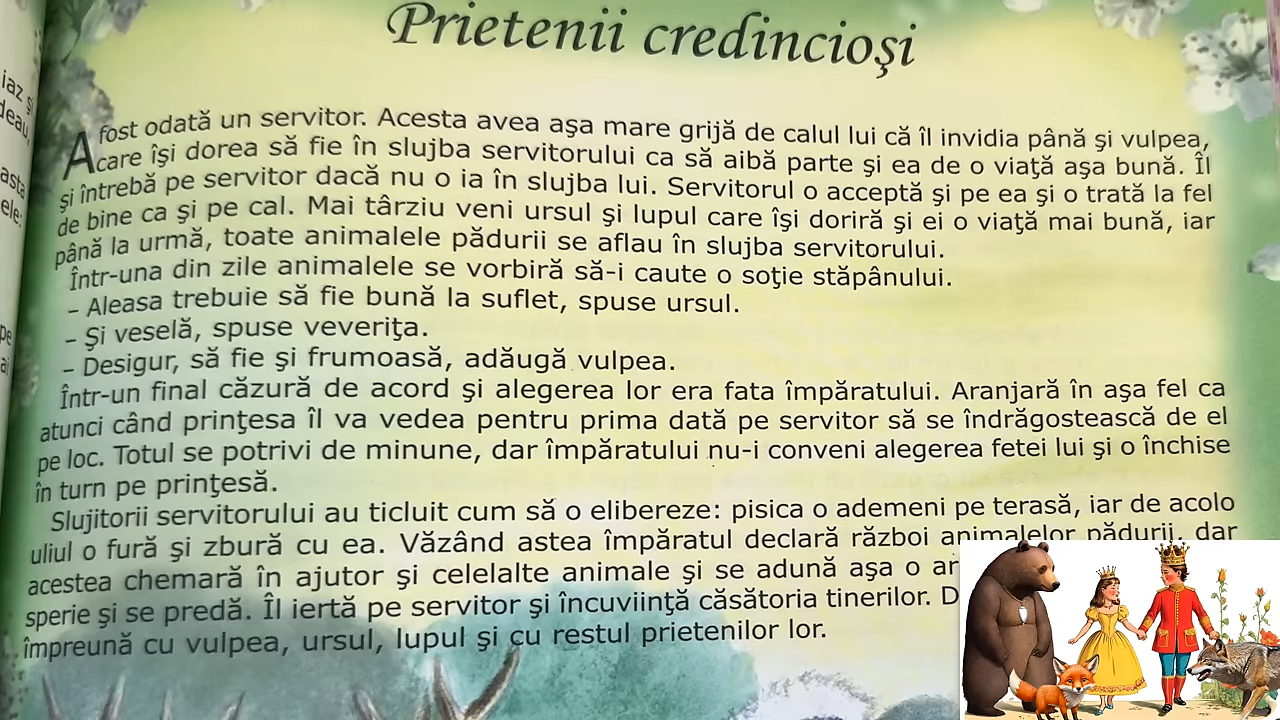 Prietenii credincioşi
A fost odată un servitor. Acesta avea aşa mare grijă de calul lui că îl invidia până şi vulpea,
care îşi dorea să fie în slujba servitorului ca să aibă parte şi ea de o viaţă aşa bună. Îl
şi întrebă pe servitor dacă nu o ia în slujba lui. Servitorul o acceptă şi pe ea şi o trată la fel
de bine ca şi pe cal. Mai târziu veni ursul şi lupul care îşi doriră şi ei o viaţă mai bună, iar
până la urmă, toate animalele pădurii se aflau în slujba servitorului.
Într-una din zile animalele se vorbiră să-i caute o soţie stăpânului.
– Aleasa trebuie să fie bună la suflet, spuse ursul.
– Şi veselă, spuse veveriţa.
– Desigur, să fie şi frumoasă, adăugă vulpea.
Într-un final căzură de acord şi alegerea lor era fata împăratului. Aranjară în aşa fel ca
atunci când prinţesa îl va vedea pentru prima dată pe servitor să se îndrăgostească de el
pe loc. Totul se potrivi de minune, dar împăratului nu-i conveni alegerea fetei lui şi o închise
în turn pe prinţesă.
Slujitorii servitorului au ticluit cum să o elibereze: pisica o ademeni pe terasă, iar de acolo
uliul o fură şi zbură cu ea. Văzând astea împăratul declară război animalelor pădurii, dar
acestea chemară în ajutor şi celelalte animale şi se adună aşa o
sperie şi se predă. Îl iertă pe servitor şi încuviinţă căsătoria tinerilor.
împreună cu vulpea, ursul, lupul şi cu restul prietenilor lor.
iaz şi
deau,
asta
ele:
pe
ai